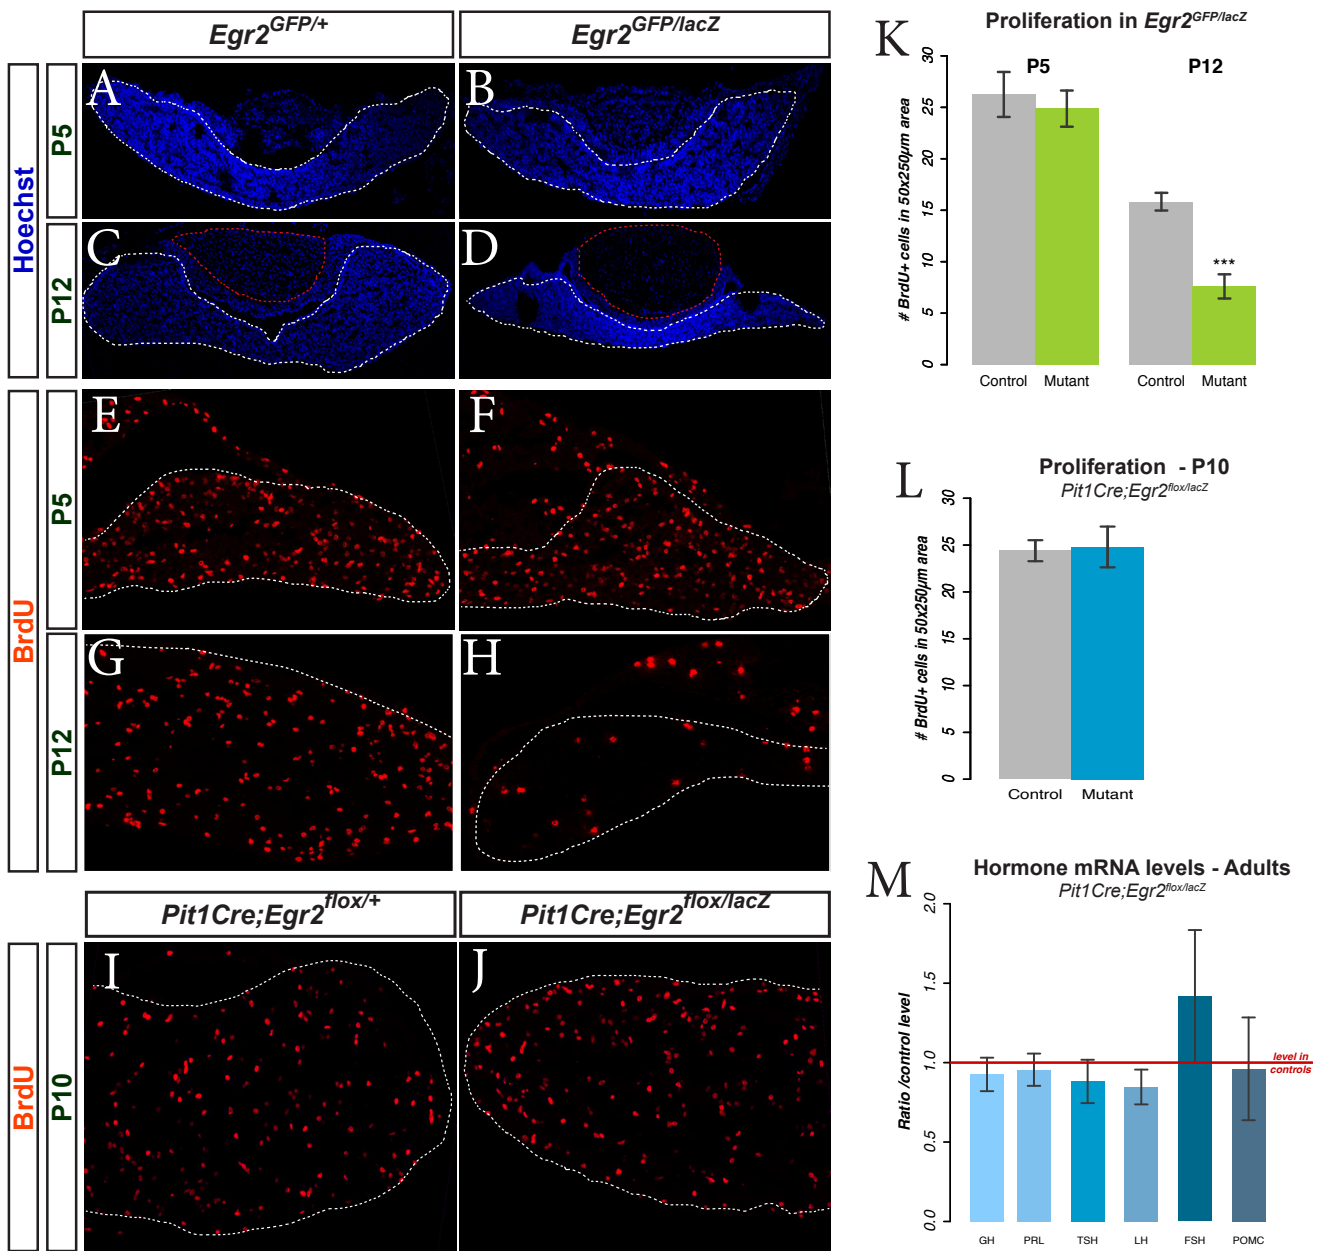 Egr2GFP/+
Egr2GFP/lacZ
Hoechst
P5
P12
A
B
C
D
BrdU
P5
P12
E
F
G
H
Pit1Cre;Egr2flox/+
Pit1Cre;Egr2flox/lacZ
BrdU
P10
I
J
K
Proliferation in Egr2GFP/lacZ
P5
P12
# BrdU+ cells in 50x250µm area
30
25
20
15
10
5
0
***
Control
Mutant
Control
Mutant
L
Proliferation - P10
Pit1Cre;Egr2flox/lacZ
# BrdU+ cells in 50x250µm area
30
25
20
15
10
5
0
Control
Mutant
M
Hormone mRNA levels - Adults
Pit1Cre;Egr2flox/lacZ
Ratio /control level
2.0
1.5
1.0
0.5
0.0
level in
controls
GH
PRL
TSH
LH
FSH
POMC